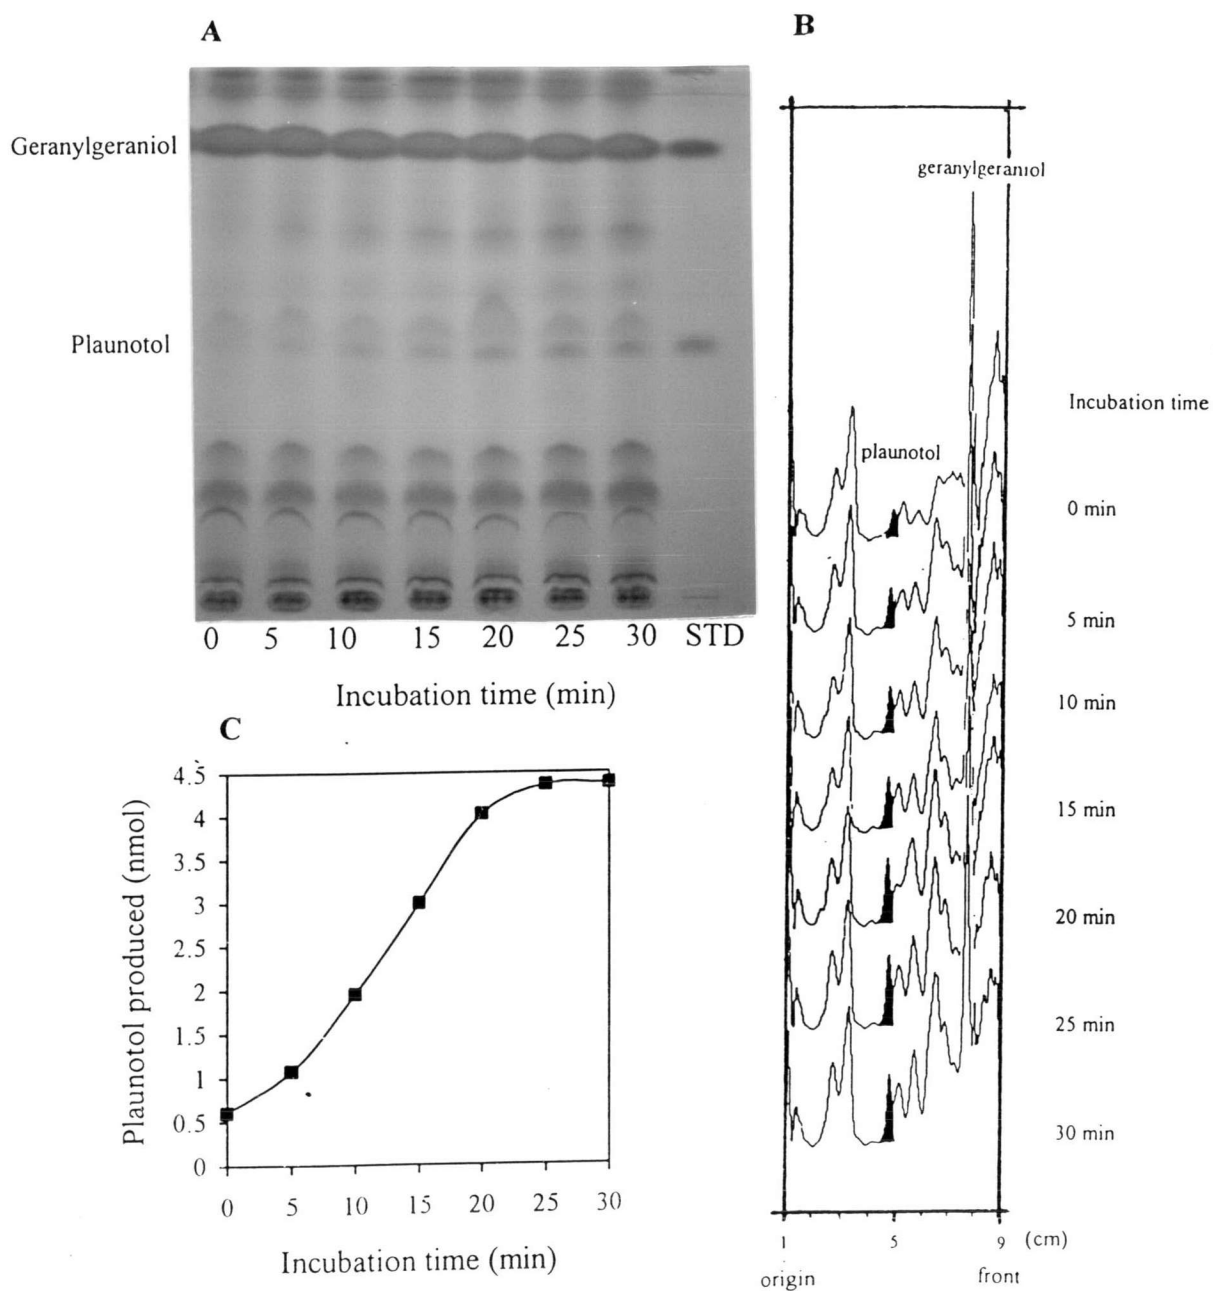 A
Geranylgeraniol
Plaunotol
0 5 10 15 20 25 30 STD
Incubation time (min)
B
geranylgeraniol
plaunotol
Incubation time
0 min
5 min
10 min
15 min
20 min
25 min
30 min
1 5 9 (cm)
origin front
C
Plaunotol produced (nmol)
4.5
4
3.5
3
2.5
2
1.5
1
0.5
0
0 5 10 15 20 25 30
Incubation time (min)